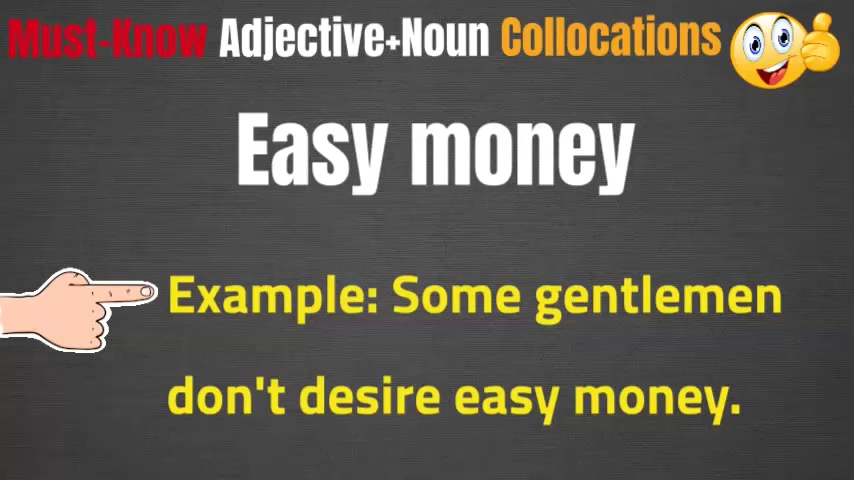 Must-Know Adjective+Noun Collocations
Easy money
Example: Some gentlemen
don't desire easy money.